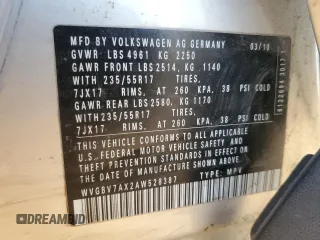 MFD BY VOLKSWAGEN AG GERMANY 03/10
GVWR LBS 4961 KG 2250
GAWR FRONT LBS 2514, KG 1140
WITH 235/55R17 TIRES,
7JX17 RIMS, AT 260 KPA, 38 PSI COLD
GAWR REAR LBS 2580, KG 1170
WITH 235/55R17 TIRES,
7JX17 RIMS, AT 260 KPA, 38 PSI COLD
THIS VEHICLE CONFORMS TO ALL APPLICABLE
U.S. FEDERAL MOTOR VEHICLE SAFETY
STANDARDS IN EFFECT ON THE DATE OF
MANUFACTURE SHOWN ABOVE.
WVGBV7AX2AW528387 TYPE: MPV
DREAMBID